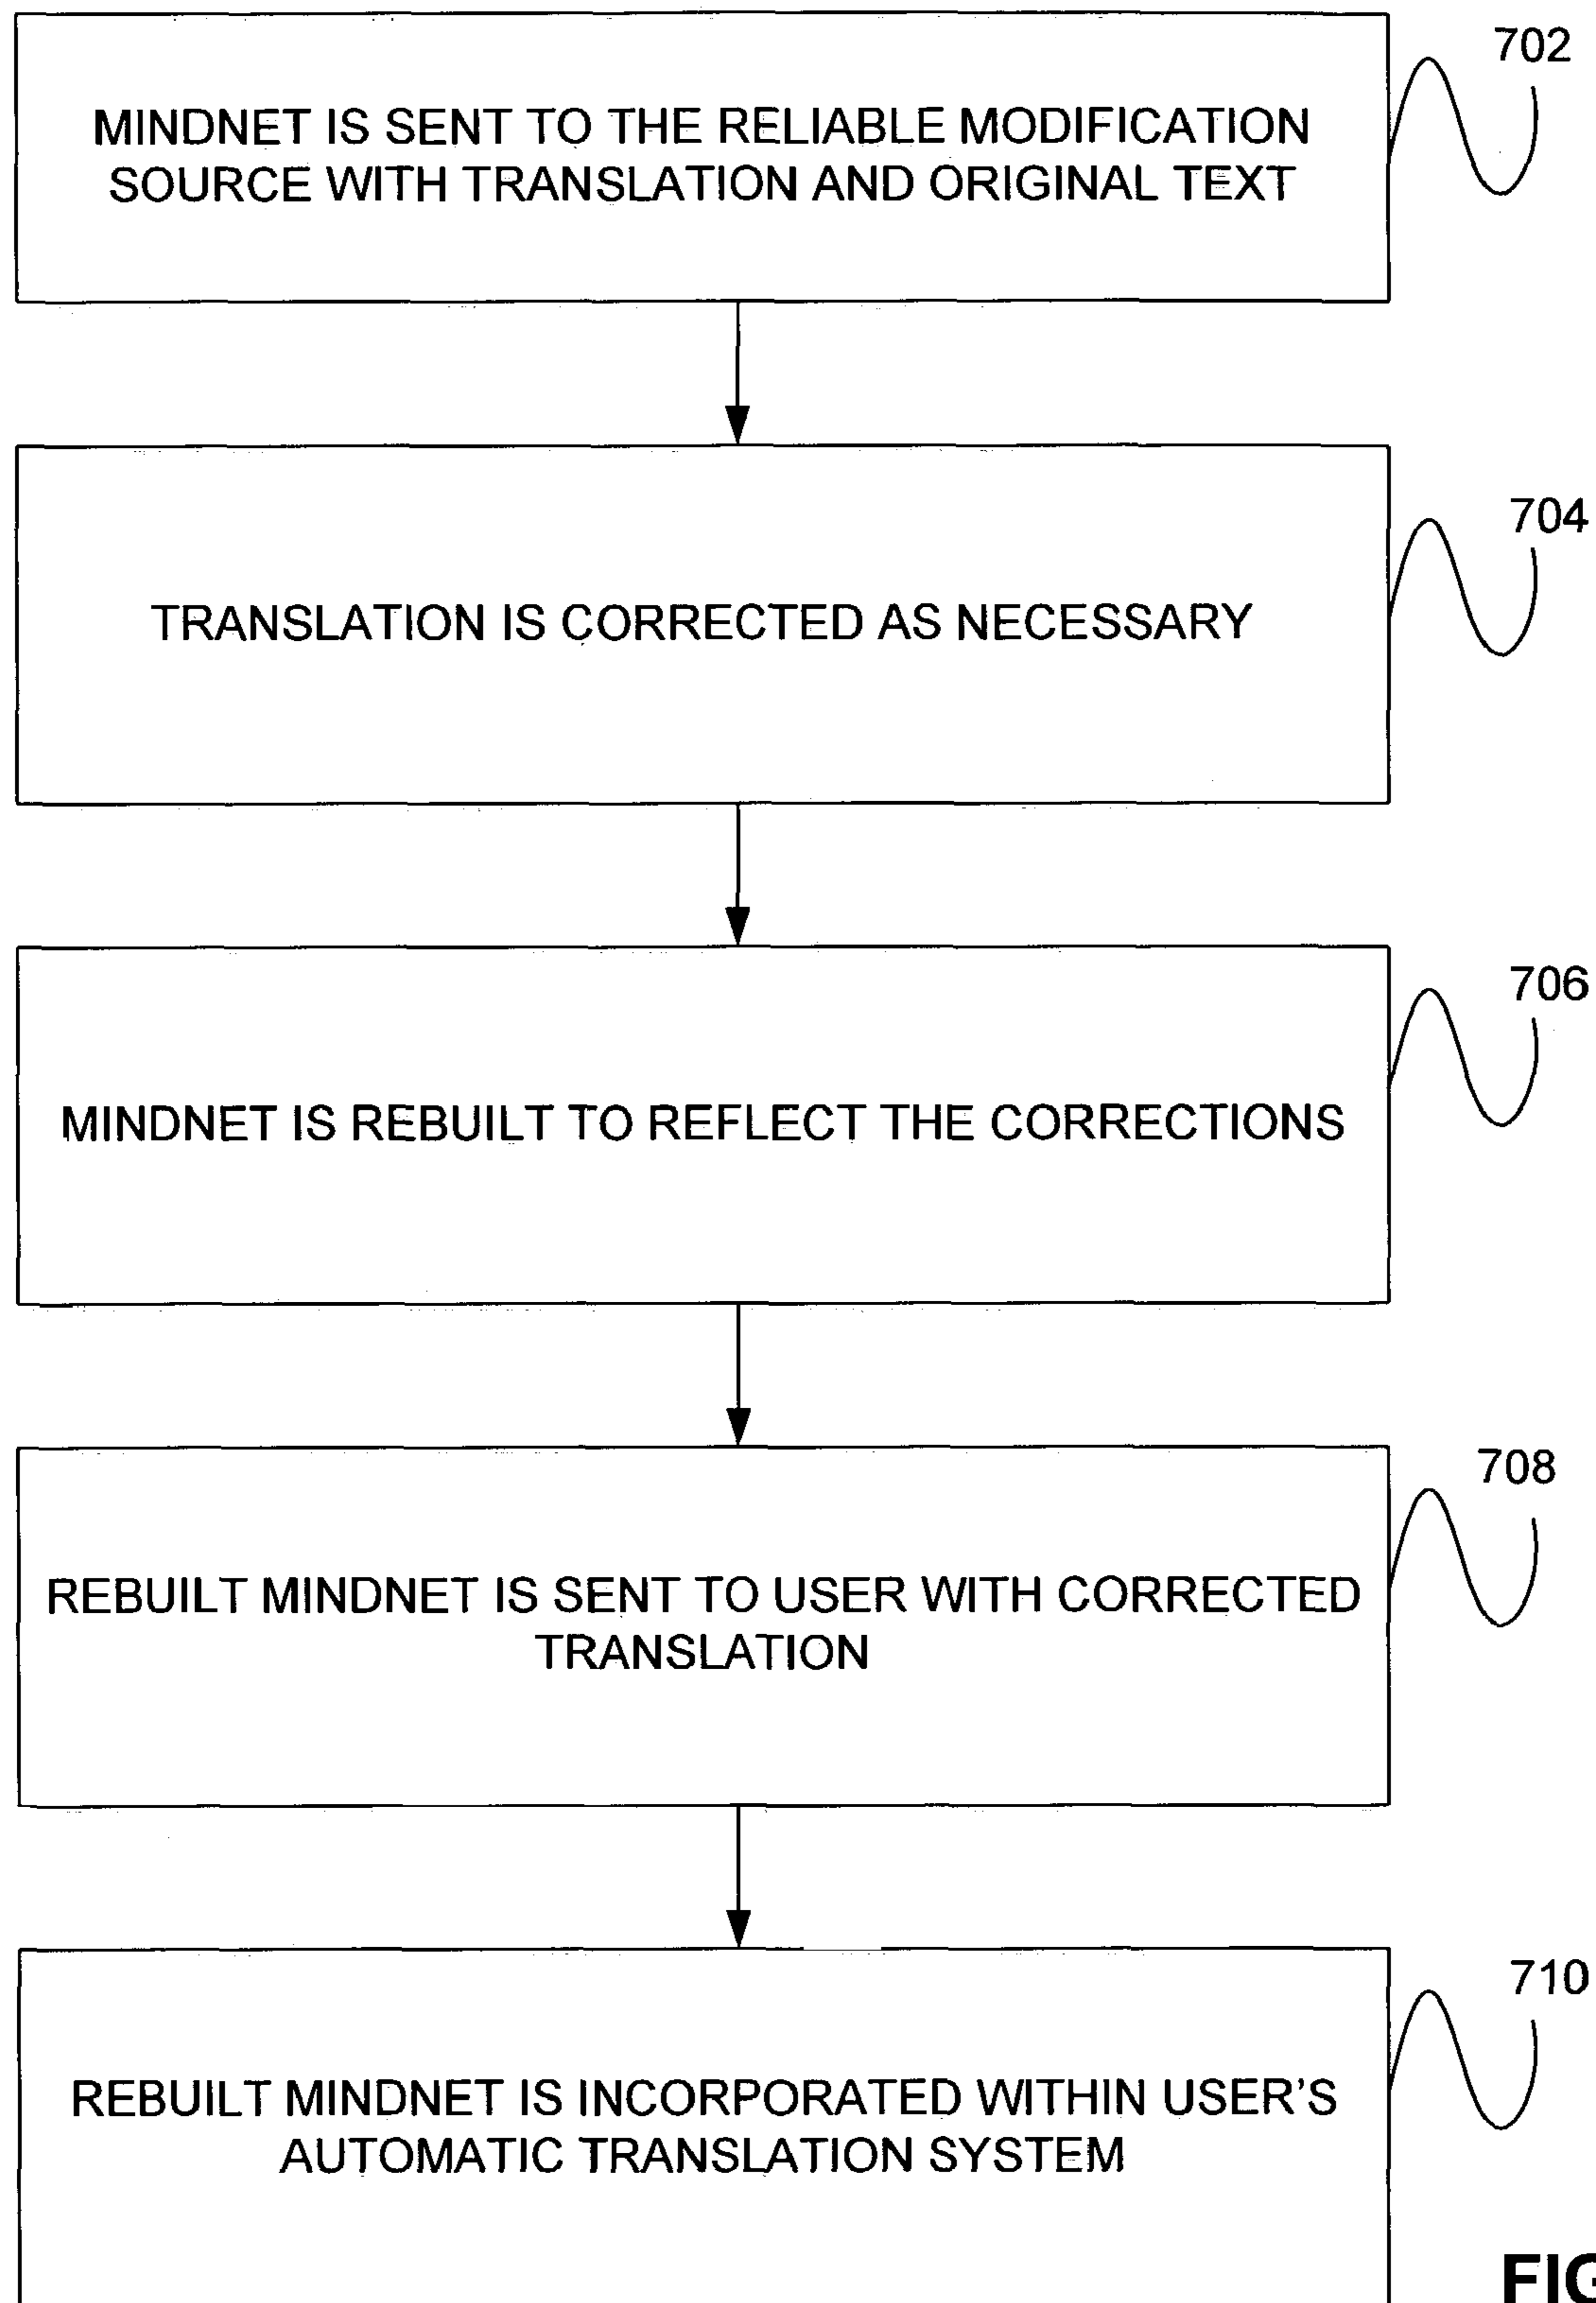 702
MINDNET IS SENT TO THE RELIABLE MODIFICATION
SOURCE WITH TRANSLATION AND ORIGINAL TEXT
704
TRANSLATION IS CORRECTED AS NECESSARY
706
MINDNET IS REBUILT TO REFLECT THE CORRECTIONS
708
REBUILT MINDNET IS SENT TO USER WITH CORRECTED
TRANSLATION
710
REBUILT MINDNET IS INCORPORATED WITHIN USER'S
AUTOMATIC TRANSLATION SYSTEM